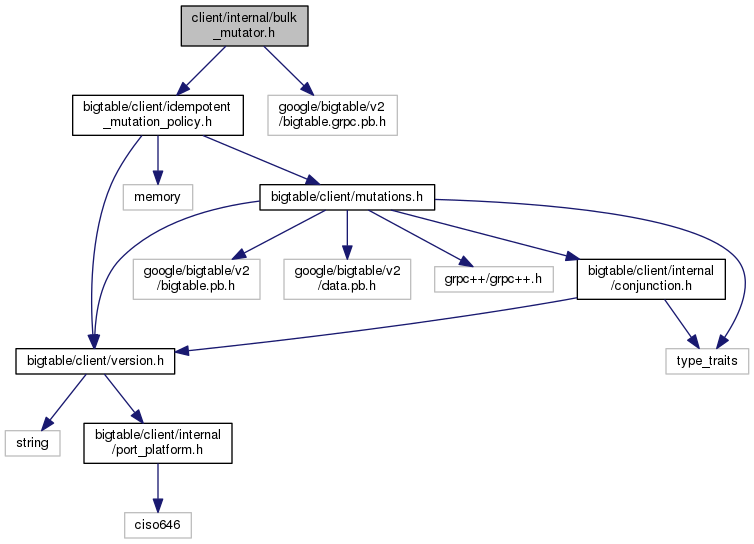 client/internal/bulk
_mutator.h
bigtable/client/idempotent
_mutation_policy.h
google/bigtable/v2
/bigtable.grpc.pb.h
memory
bigtable/client/mutations.h
google/bigtable/v2
/bigtable.pb.h
google/bigtable/v2
/data.pb.h
grpc++/grpc++.h
bigtable/client/internal
/conjunction.h
bigtable/client/version.h
type_traits
string
bigtable/client/internal
/port_platform.h
ciso646